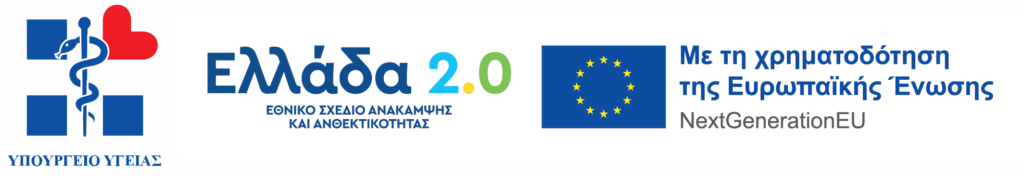 ΥΠΟΥΡΓΕΙΟ ΥΓΕΙΑΣ
Ελλάδα 2.0
ΕΘΝΙΚΟ ΣΧΕΔΙΟ ΑΝΑΚΑΜΨΗΣ
ΚΑΙ ΑΝΘΕΚΤΙΚΟΤΗΤΑΣ
Με τη χρηματοδότηση
της Ευρωπαϊκής Ένωσης
NextGenerationEU